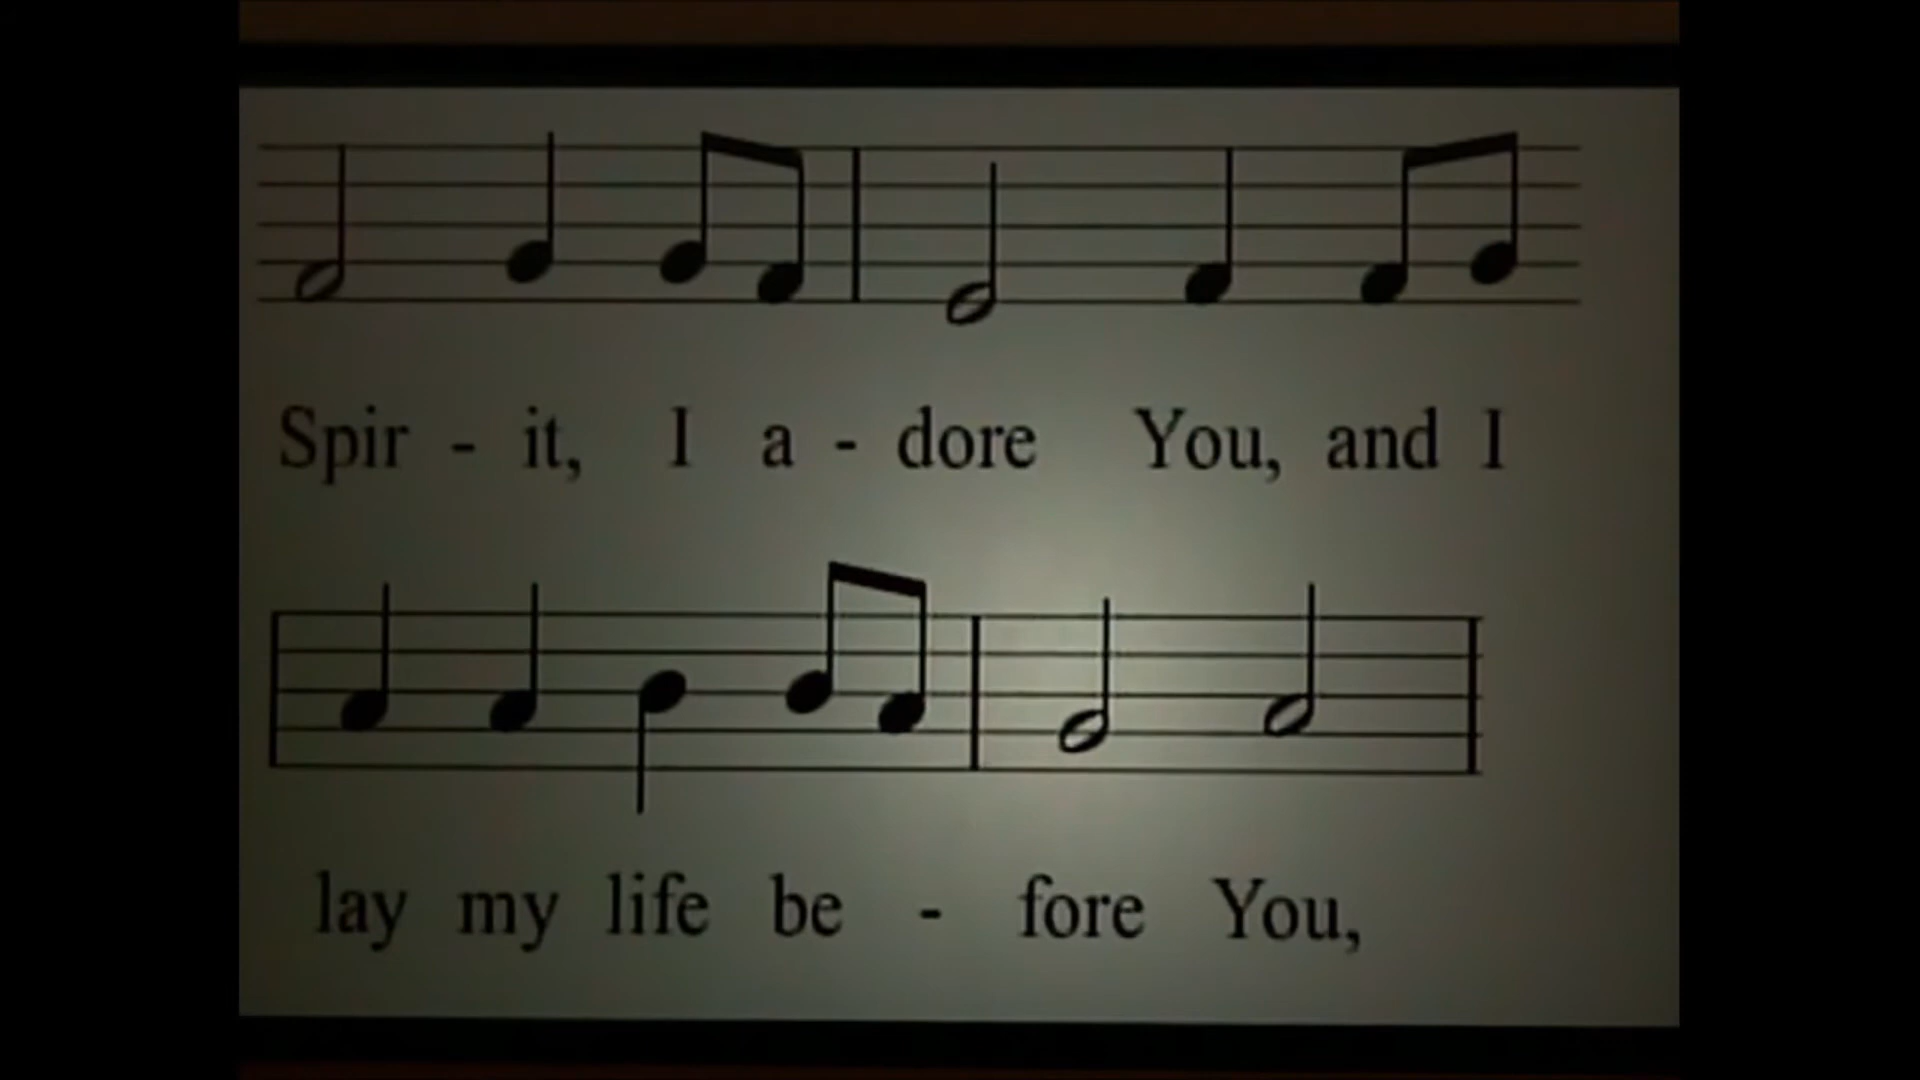 Spir - it, I a - dore You, and I
lay my life be - fore You,